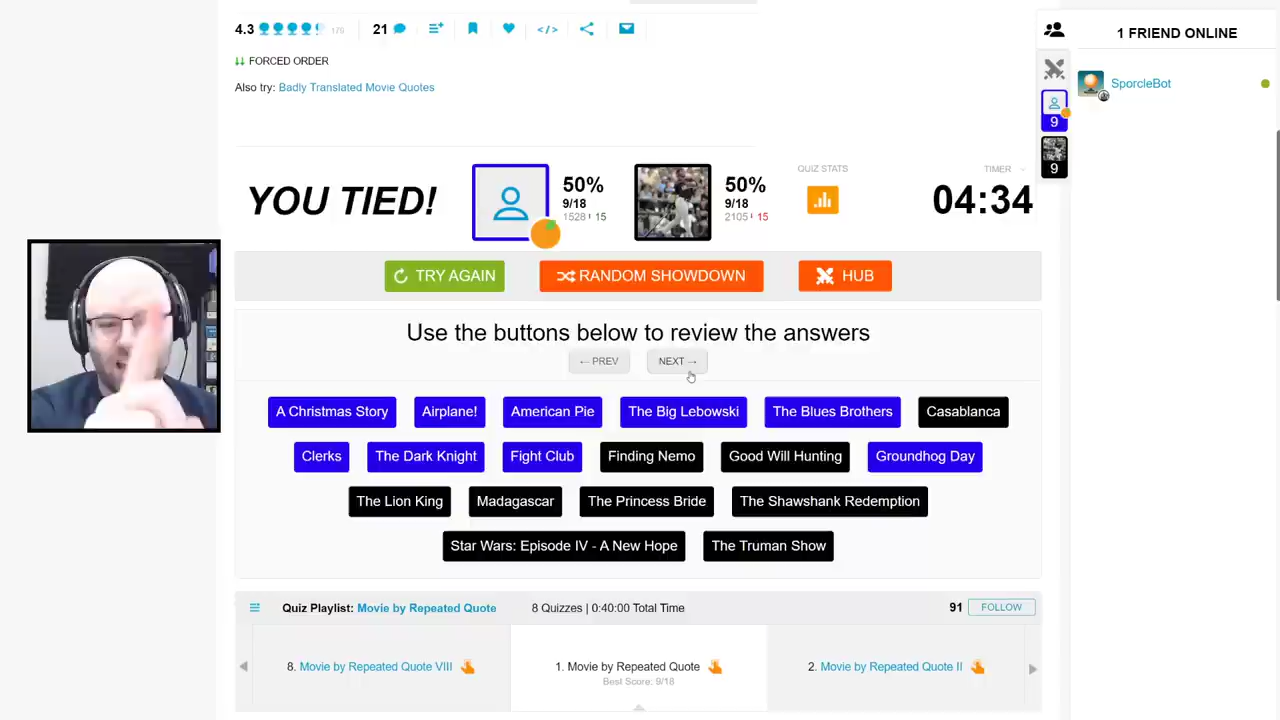 4.3 1/5 21
1 FRIEND ONLINE
FORCED ORDER
Also try: Badly Translated Movie Quotes
SporcleBot
9
9
YOU TIED!
50%
9/18
1528 15
50%
9/18
2105 15
QUIZ STATS
TIMER
04:34
TRY AGAIN
RANDOM SHOWDOWN
HUB
Use the buttons below to review the answers
← PREV
NEXT →
A Christmas Story
Airplane!
American Pie
The Big Lebowski
The Blues Brothers
Casablanca
Clerks
The Dark Knight
Fight Club
Finding Nemo
Good Will Hunting
Groundhog Day
The Lion King
Madagascar
The Princess Bride
The Shawshank Redemption
Star Wars: Episode IV - A New Hope
The Truman Show
Quiz Playlist: Movie by Repeated Quote
8 Quizzes | 0:40:00 Total Time
91
FOLLOW
8. Movie by Repeated Quote VIII
1. Movie by Repeated Quote
Best Score: 9/18
2. Movie by Repeated Quote II